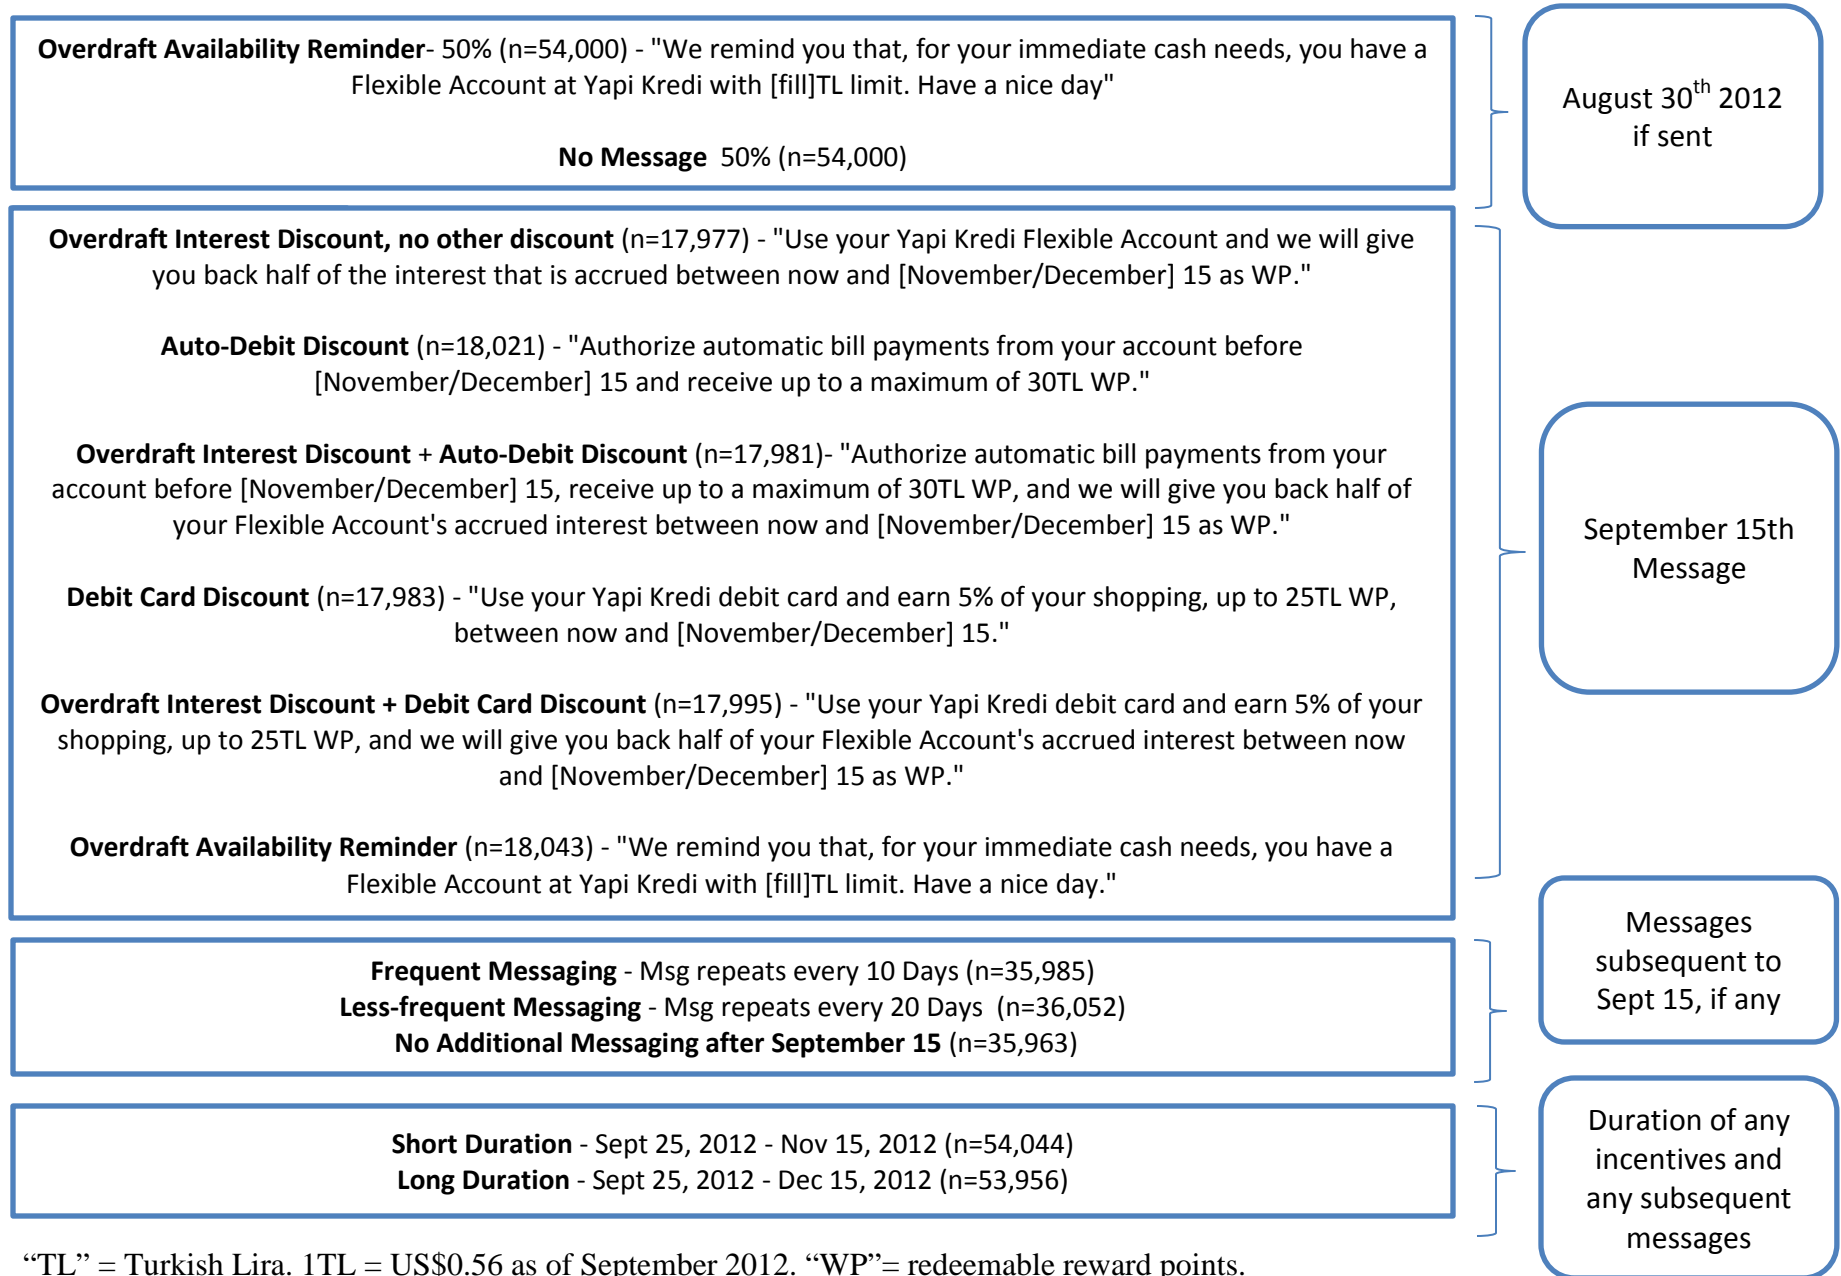 Overdraft Availability Reminder- 50% (n=54,000) - "We remind you that, for your immediate cash needs, you have a
Flexible Account at Yapi Kredi with [fill]TL limit. Have a nice day"
No Message 50% (n=54,000)
August 30th 2012
if sent
Overdraft Interest Discount, no other discount (n=17,977) - "Use your Yapi Kredi Flexible Account and we will give
you back half of the interest that is accrued between now and [November/December] 15 as WP."
Auto-Debit Discount (n=18,021) - "Authorize automatic bill payments from your account before
[November/December] 15 and receive up to a maximum of 30TL WP."
Overdraft Interest Discount + Auto-Debit Discount (n=17,981)- "Authorize automatic bill payments from your
account before [November/December] 15, receive up to a maximum of 30TL WP, and we will give you back half of
your Flexible Account's accrued interest between now and [November/December] 15 as WP."
Debit Card Discount (n=17,983) - "Use your Yapi Kredi debit card and earn 5% of your shopping, up to 25TL WP,
between now and [November/December] 15."
Overdraft Interest Discount + Debit Card Discount (n=17,995) - "Use your Yapi Kredi debit card and earn 5% of your
shopping, up to 25TL WP, and we will give you back half of your Flexible Account's accrued interest between now
and [November/December] 15 as WP."
Overdraft Availability Reminder (n=18,043) - "We remind you that, for your immediate cash needs, you have a
Flexible Account at Yapi Kredi with [fill]TL limit. Have a nice day."
September 15th
Message
Frequent Messaging - Msg repeats every 10 Days (n=35,985)
Less-frequent Messaging - Msg repeats every 20 Days (n=36,052)
No Additional Messaging after September 15 (n=35,963)
Messages
subsequent to
Sept 15, if any
Short Duration - Sept 25, 2012 - Nov 15, 2012 (n=54,044)
Long Duration - Sept 25, 2012 - Dec 15, 2012 (n=53,956)
Duration of any
incentives and
any subsequent
messages
“TL” = Turkish Lira. 1TL = US$0.56 as of September 2012. “WP”= redeemable reward points.